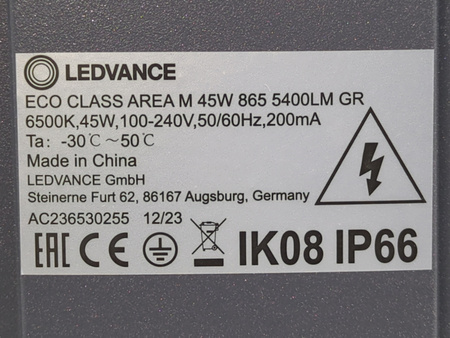 LEDVANCE
ECO CLASS AREA M 45W 865 5400LM GR
6500K,45W,100-240V,50/60Hz,200mA
Ta: -30℃ ~50℃
Made in China
LEDVANCE GmbH
Steinerne Furt 62, 86167 Augsburg, Germany
AC236530255 12/23
EAC CE IK08 IP66